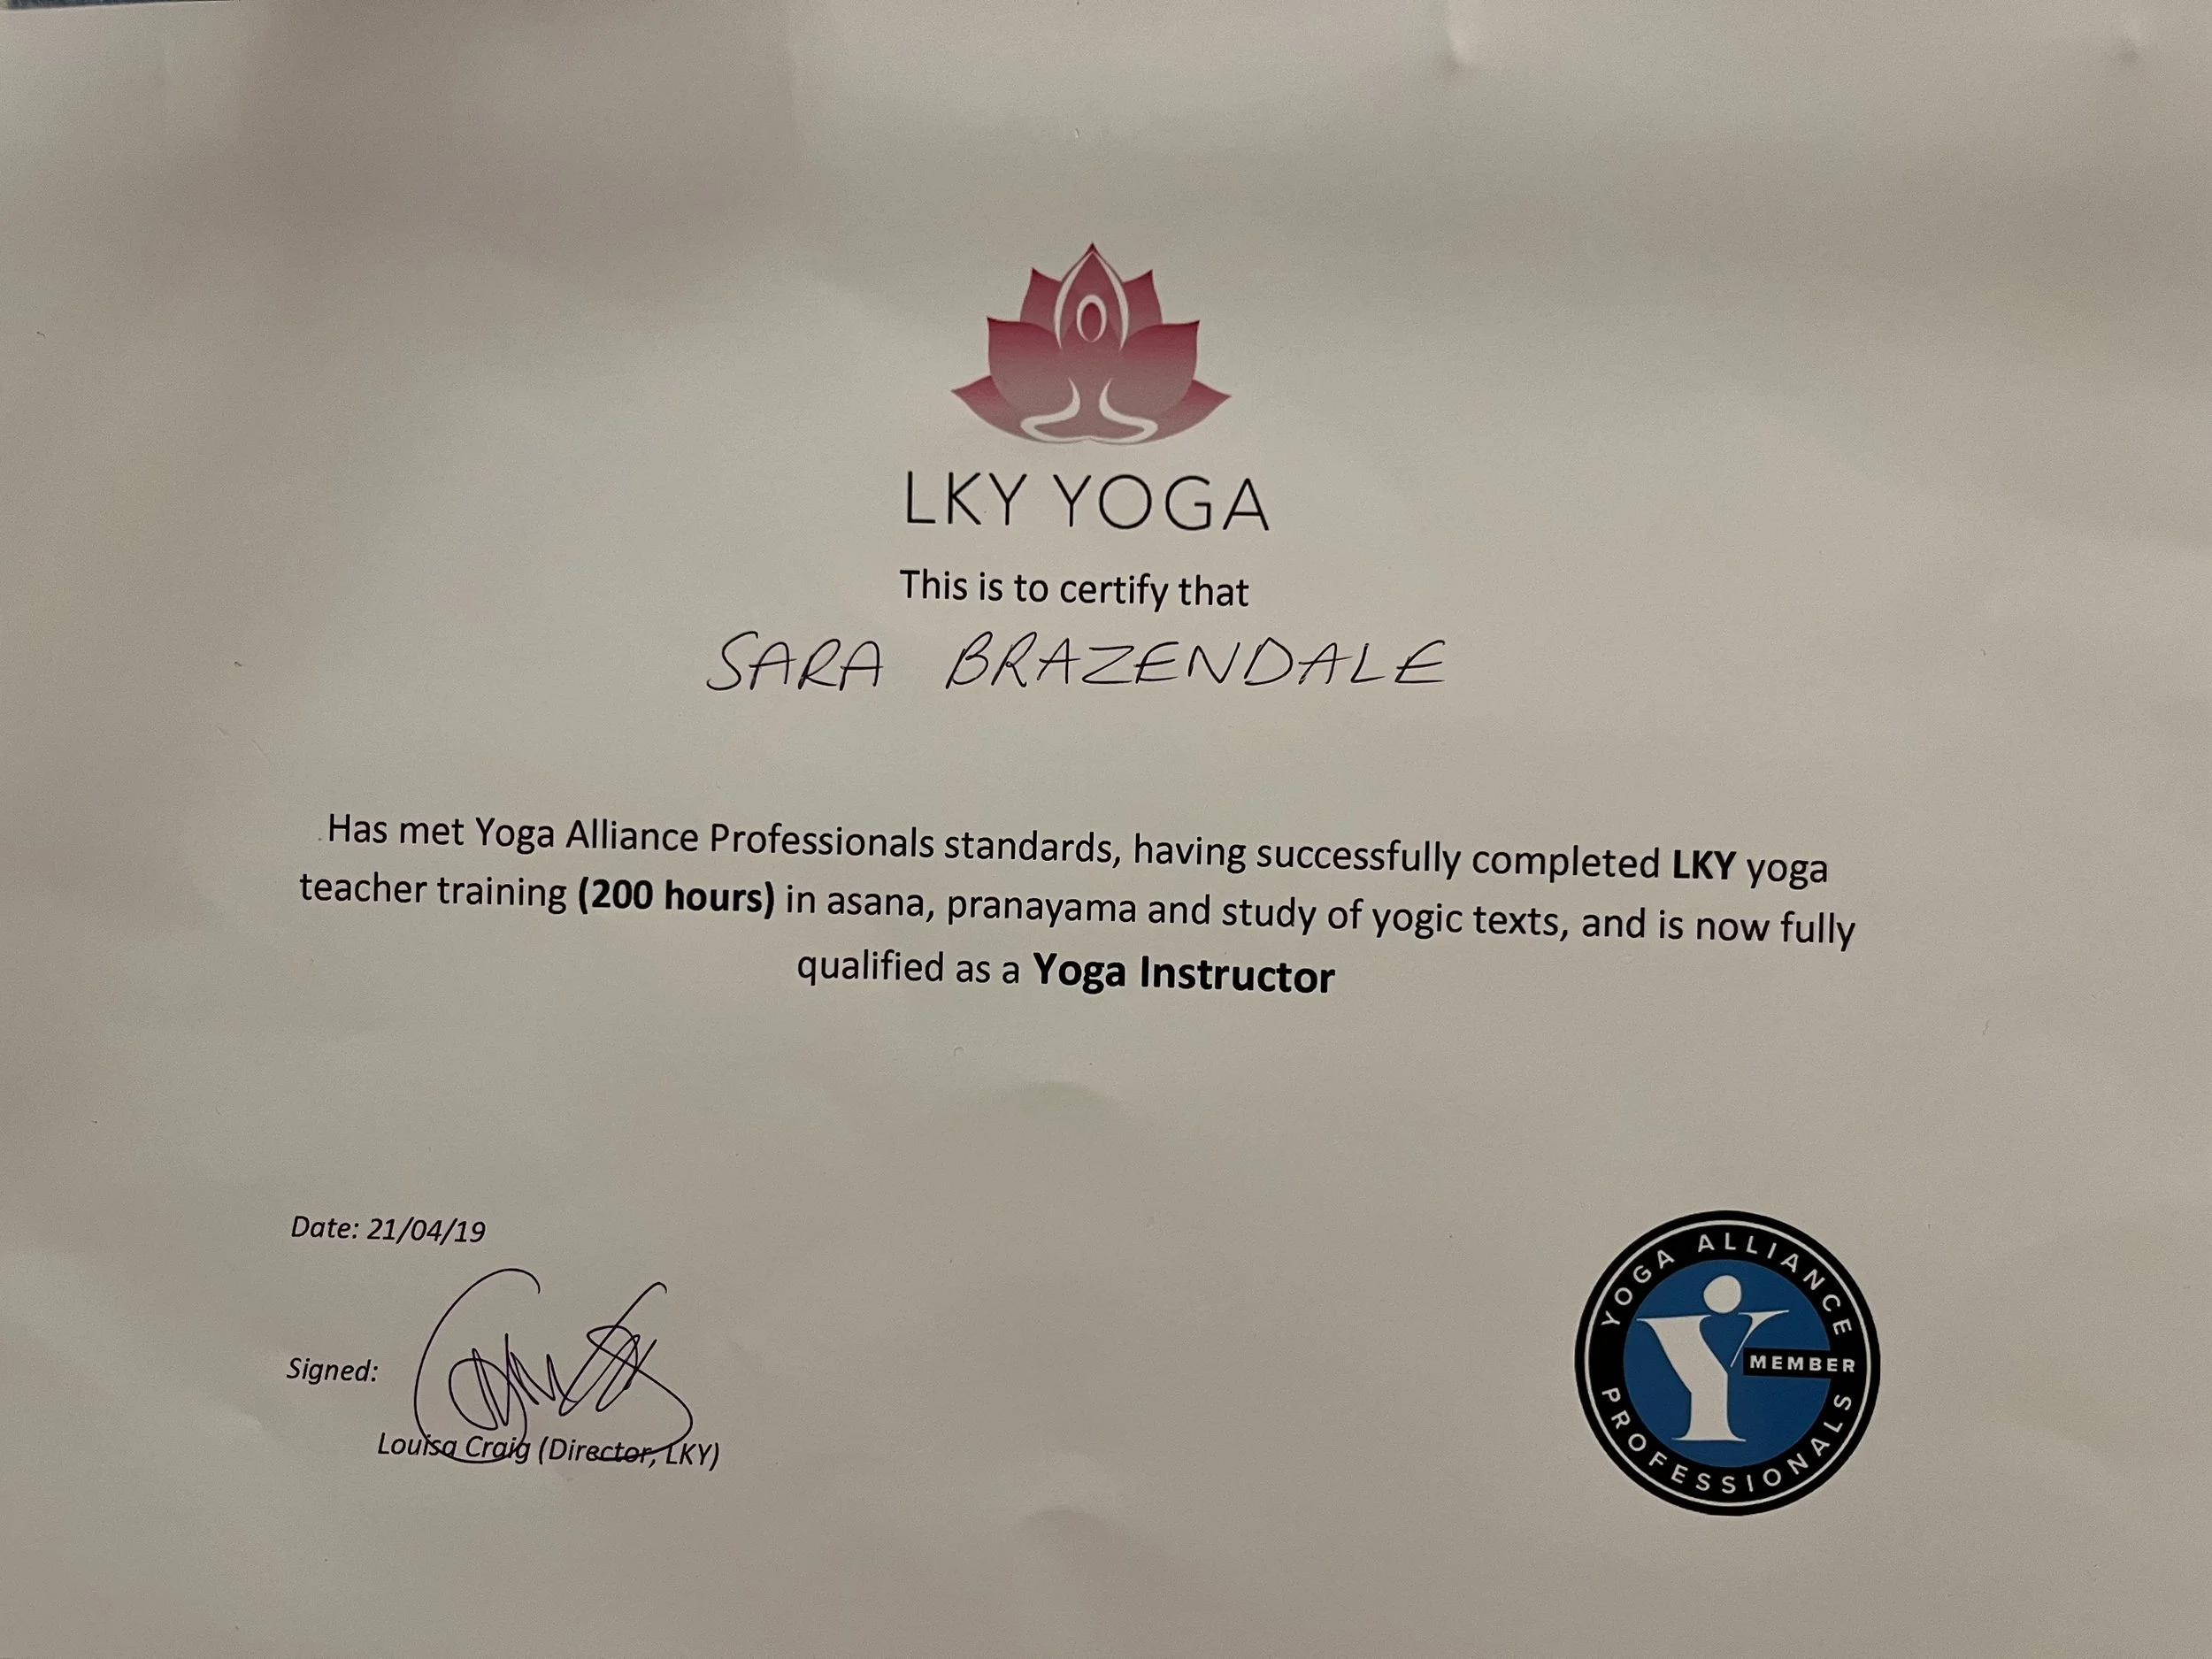 LKY YOGA
This is to certify that
SARA BRAZENDALE
Has met Yoga Alliance Professionals standards, having successfully completed LKY yoga
teacher training (200 hours) in asana, pranayama and study of yogic texts, and is now fully
qualified as a Yoga Instructor
Date: 21/04/19
Signed:
Louisa Craig (Director, LKY)
YOGA ALLIANCE
MEMBER
PROFESSIONALS